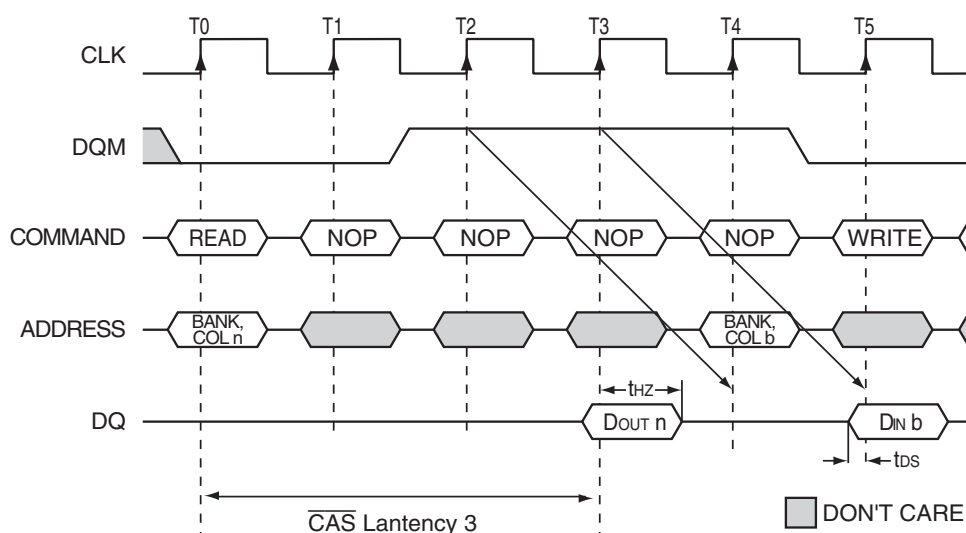 T0 T1 T2 T3 T4 T5
CLK
DQM
COMMAND READ NOP NOP NOP NOP WRITE
ADDRESS BANK, COL n BANK, COL b
tHZ
DQ DOUT n DIN b
tDS
CAS Lantency 3
DON'T CARE